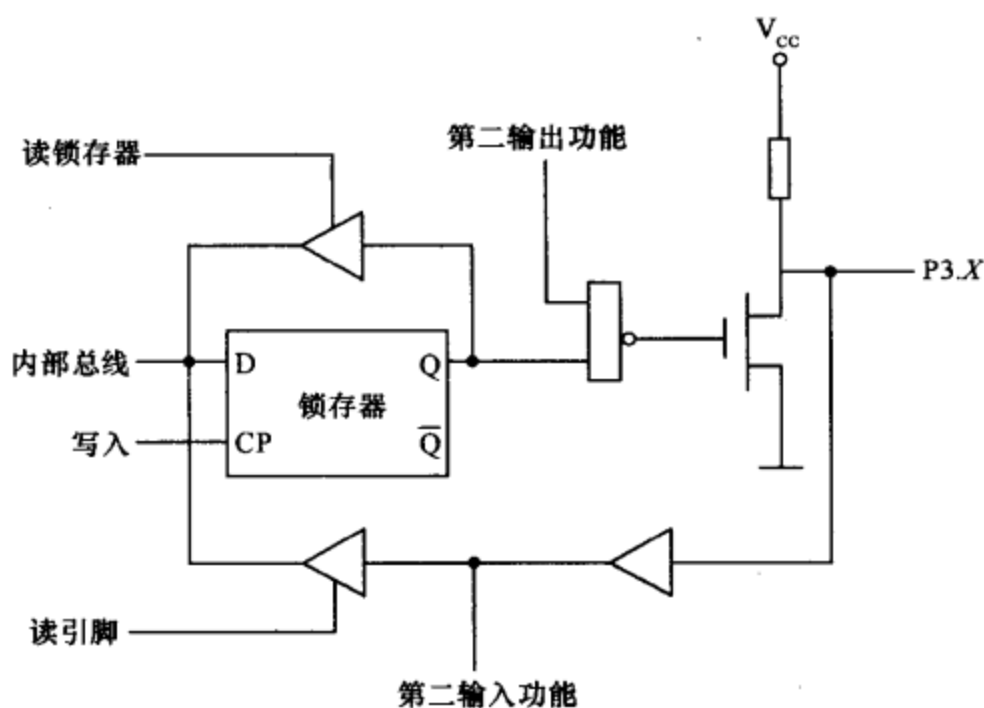 V_CC
第二输出功能
读锁存器
P3.X
内部总线
D
Q
锁存器
写入
CP
Q̄
读引脚
第二输入功能